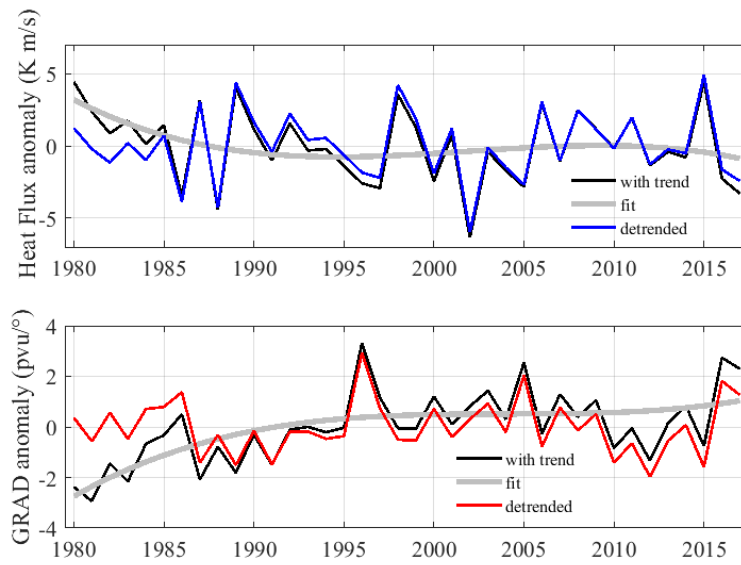 Heat Flux anomaly (K m/s)
5
0
-5
with trend
fit
detrended
1980 1985 1990 1995 2000 2005 2010 2015
GRAD anomaly (pvu/°)
4
2
0
-2
-4
with trend
fit
detrended
1980 1985 1990 1995 2000 2005 2010 2015